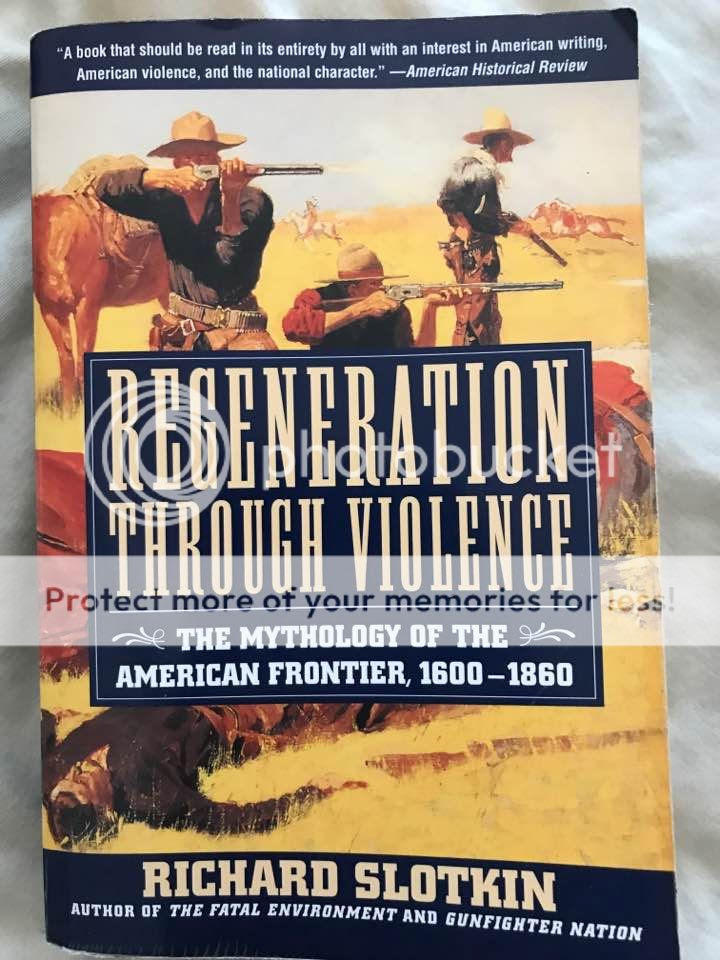 "A book that should be read in its entirety by all with an interest in American writing,
American violence, and the national character." —American Historical Review
REGENERATION
photobucket
THROUGH VIOLENCE
Protect more of your memories for less!
THE MYTHOLOGY OF THE
AMERICAN FRONTIER, 1600–1860
RICHARD SLOTKIN
AUTHOR OF THE FATAL ENVIRONMENT AND GUNFIGHTER NATION